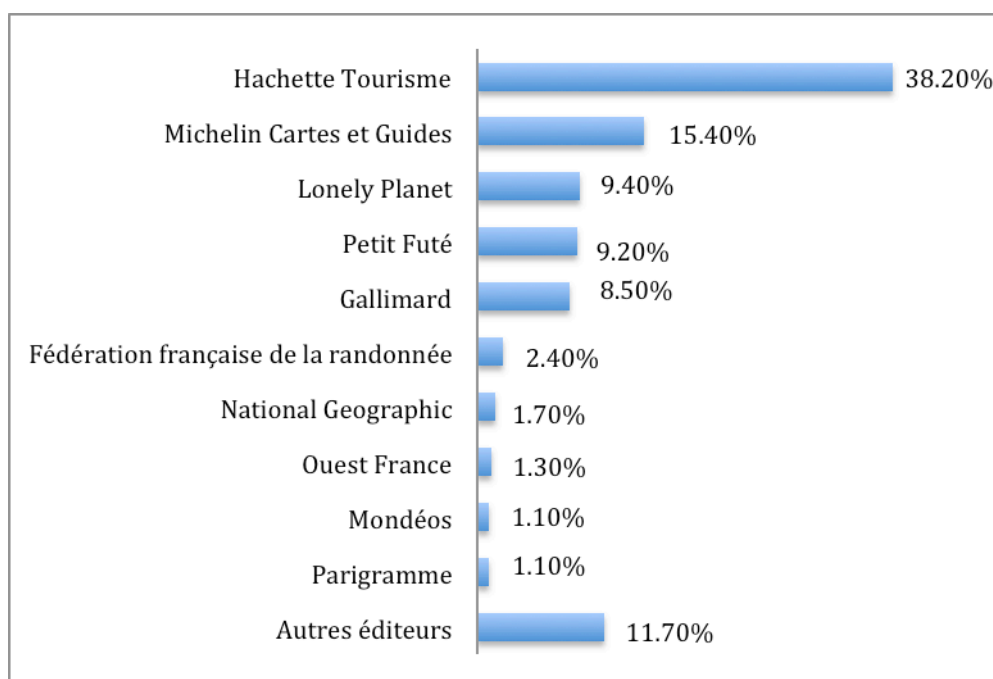 Hachette Tourisme 38.20%
Michelin Cartes et Guides 15.40%
Lonely Planet 9.40%
Petit Futé 9.20%
Gallimard 8.50%
Fédération française de la randonnée 2.40%
National Geographic 1.70%
Ouest France 1.30%
Mondéos 1.10%
Parigramme 1.10%
Autres éditeurs 11.70%